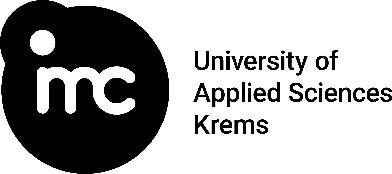 imc
University of
Applied Sciences
Krems